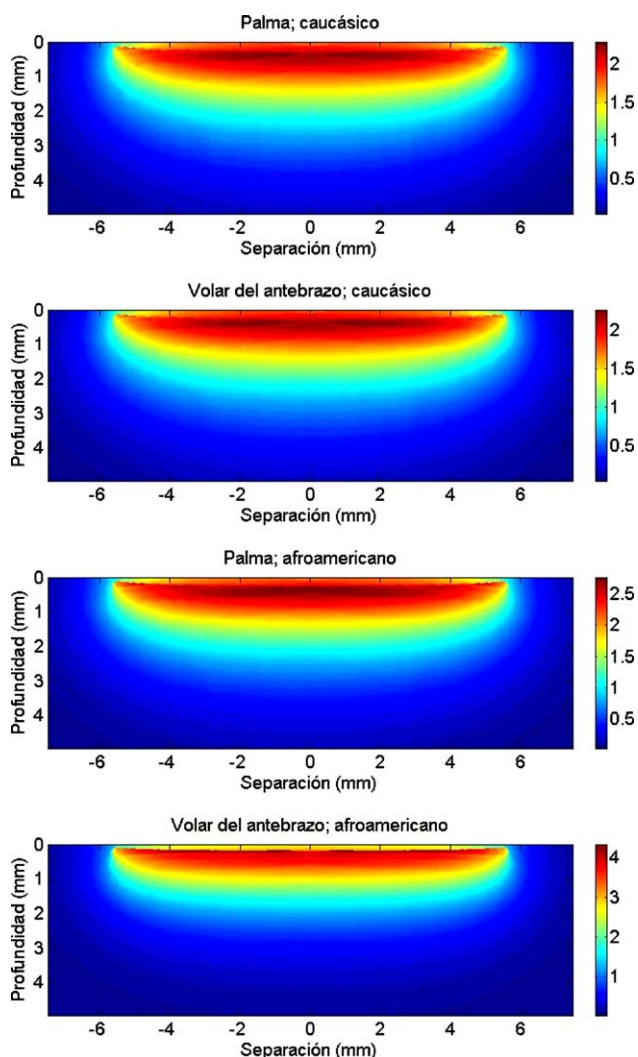 Palma; caucásico
0
1
2
3
4
Profundidad (mm)
-6 -4 -2 0 2 4 6
Separación (mm)
2
1.5
1
0.5
Volar del antebrazo; caucásico
0
1
2
3
4
Profundidad (mm)
-6 -4 -2 0 2 4 6
Separación (mm)
2
1.5
1
0.5
Palma; afroamericano
0
1
2
3
4
Profundidad (mm)
-6 -4 -2 0 2 4 6
Separación (mm)
2.5
2
1.5
1
0.5
Volar del antebrazo; afroamericano
0
1
2
3
4
Profundidad (mm)
-6 -4 -2 0 2 4 6
Separación (mm)
4
3
2
1